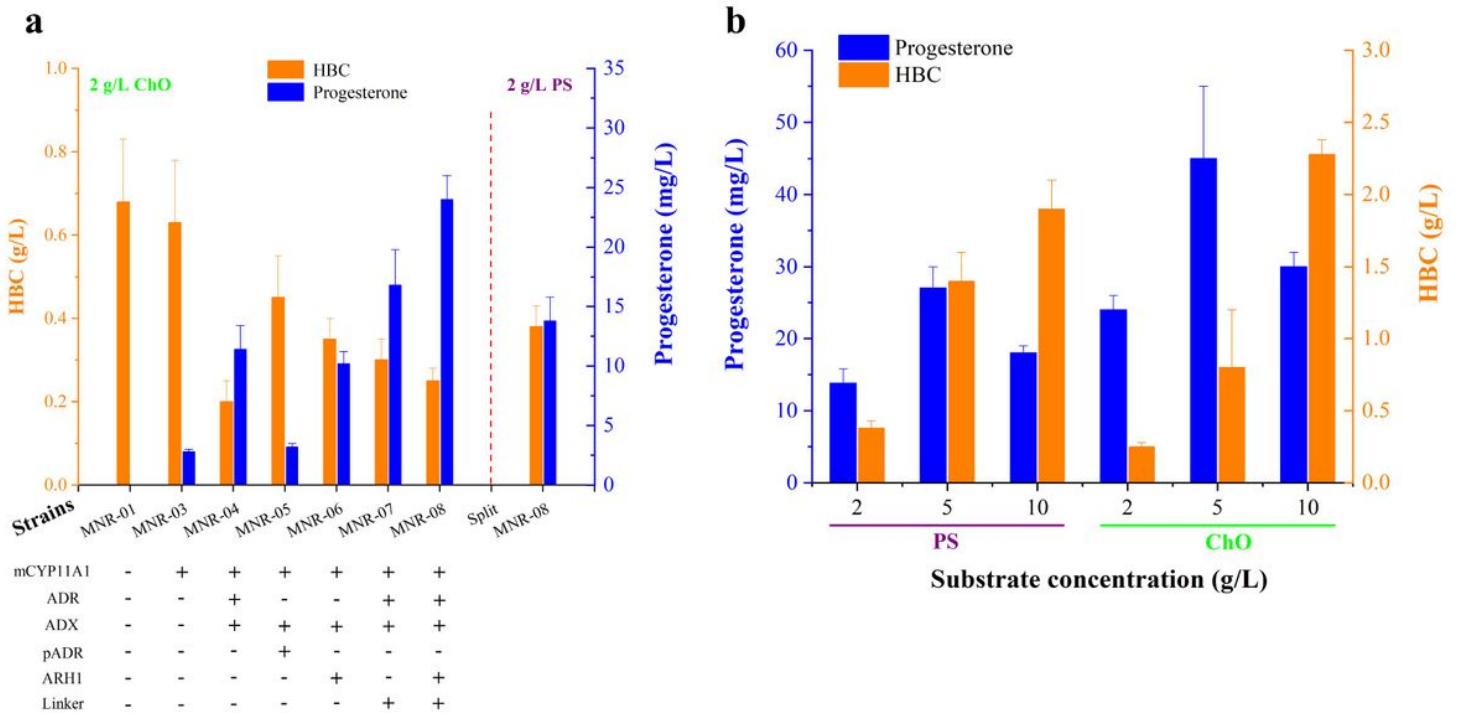 a
2 g/L ChO
HBC
Progesterone
2 g/L PS
HBC (g/L)
1.0
0.8
0.6
0.4
0.2
0.0
Progesterone (mg/L)
35
30
25
20
15
10
5
0
Strains MNR-01 MNR-03 MNR-04 MNR-05 MNR-06 MNR-07 MNR-08 Split MNR-08
mCYP11A1 - + + + + + +
ADR - - + - - + +
ADX - - + + + + +
pADR - - - + - - -
ARH1 - - - - + - +
Linker - - - - - + +
b
Progesterone
HBC
Progesterone (mg/L)
60
50
40
30
20
10
0
HBC (g/L)
3.0
2.5
2.0
1.5
1.0
0.5
0.0
2 5 10 2 5 10
PS ChO
Substrate concentration (g/L)